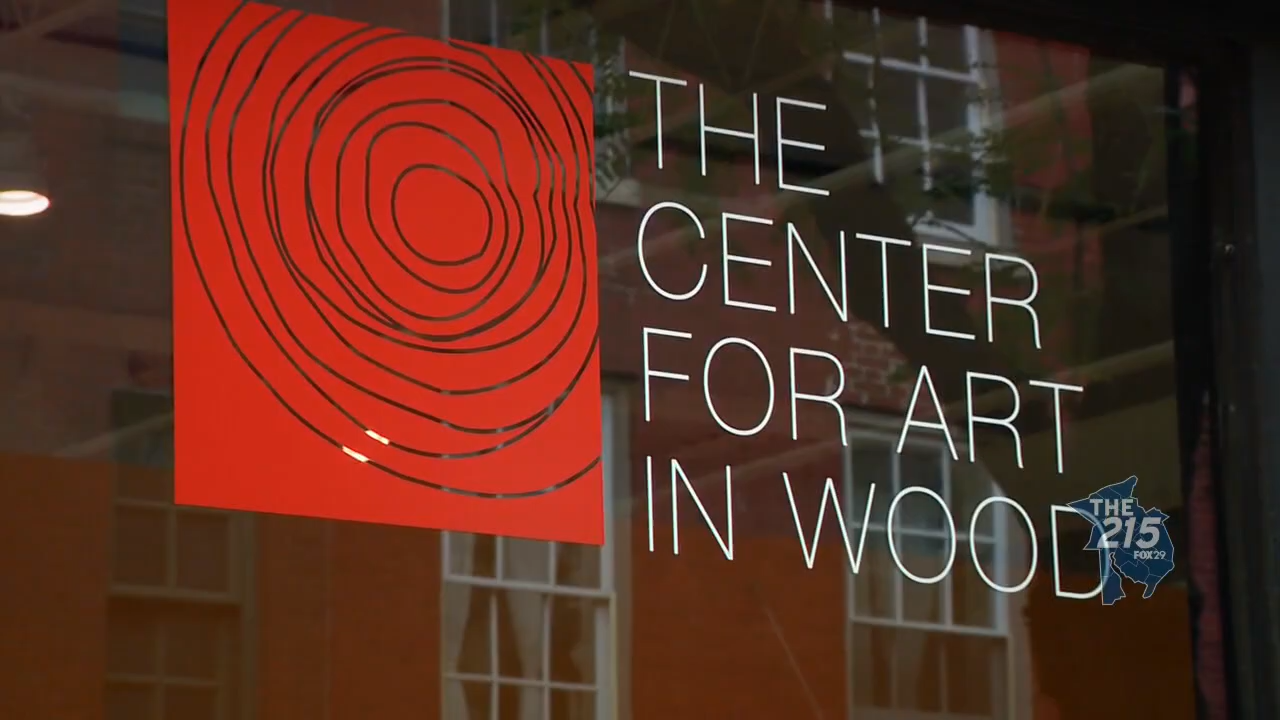 THE
CENTER
FOR ART
IN WOOD
THE
215
FOX29